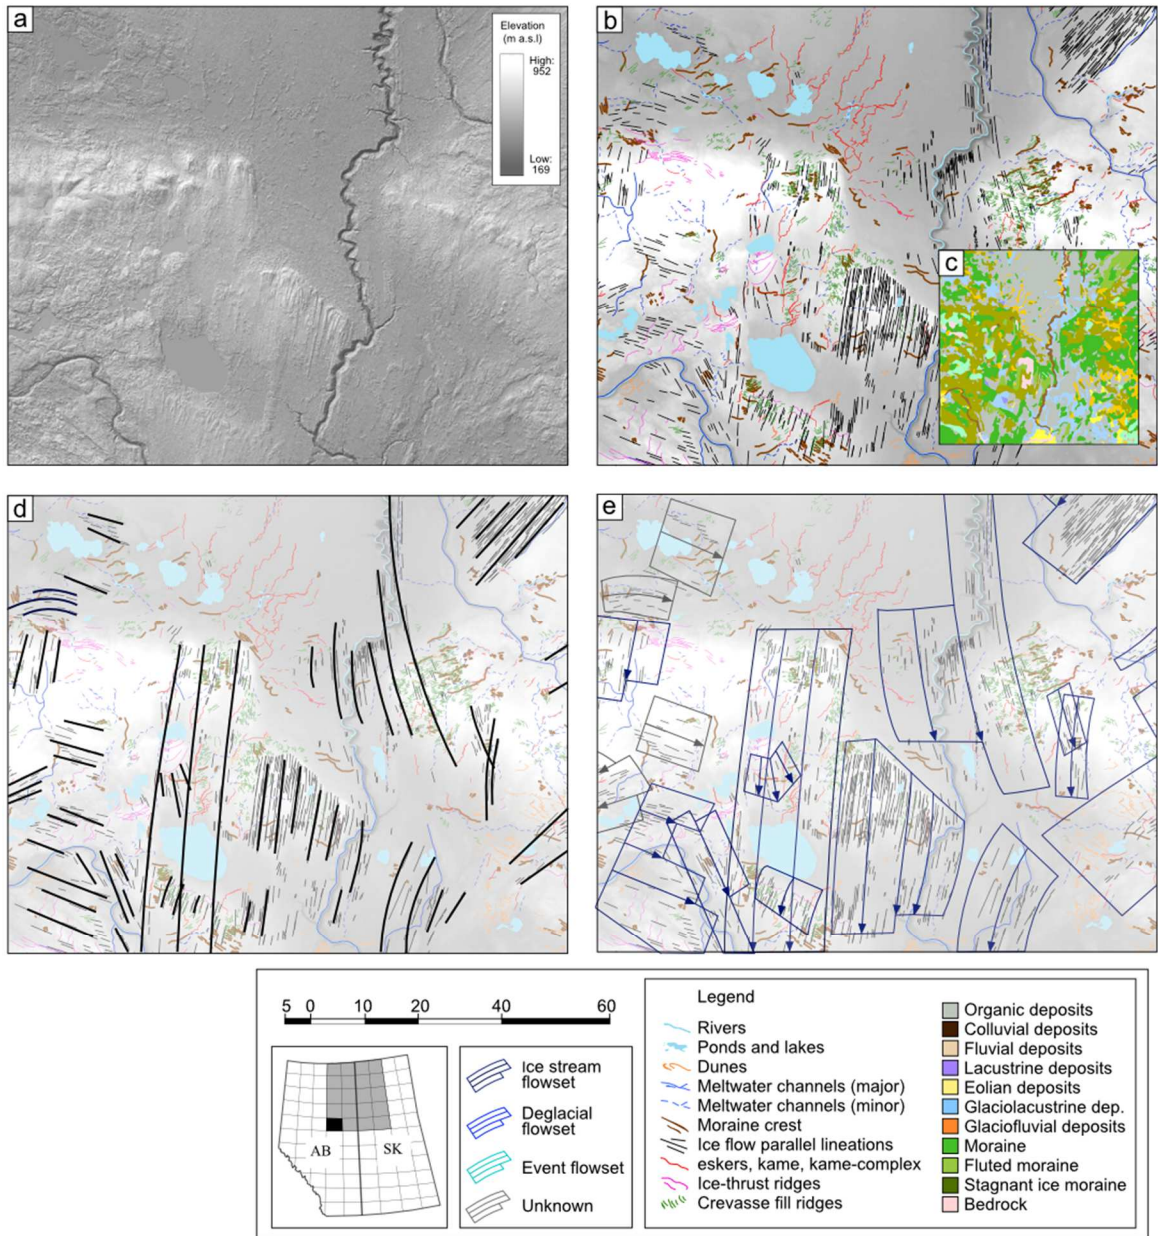 a
Elevation
(m a.s.l)
High:
952
Low:
169
b
c
d
e
5 0 10 20 40 60
AB
SK
Ice stream
flowset
Deglacial
flowset
Event flowset
Unknown
Legend
Rivers
Ponds and lakes
Dunes
Meltwater channels (major)
Meltwater channels (minor)
Moraine crest
Ice flow parallel lineations
eskers, kame, kame-complex
Ice-thrust ridges
Crevasse fill ridges
Organic deposits
Colluvial deposits
Fluvial deposits
Lacustrine deposits
Eolian deposits
Glaciolacustrine dep.
Glaciofluvial deposits
Moraine
Fluted moraine
Stagnant ice moraine
Bedrock